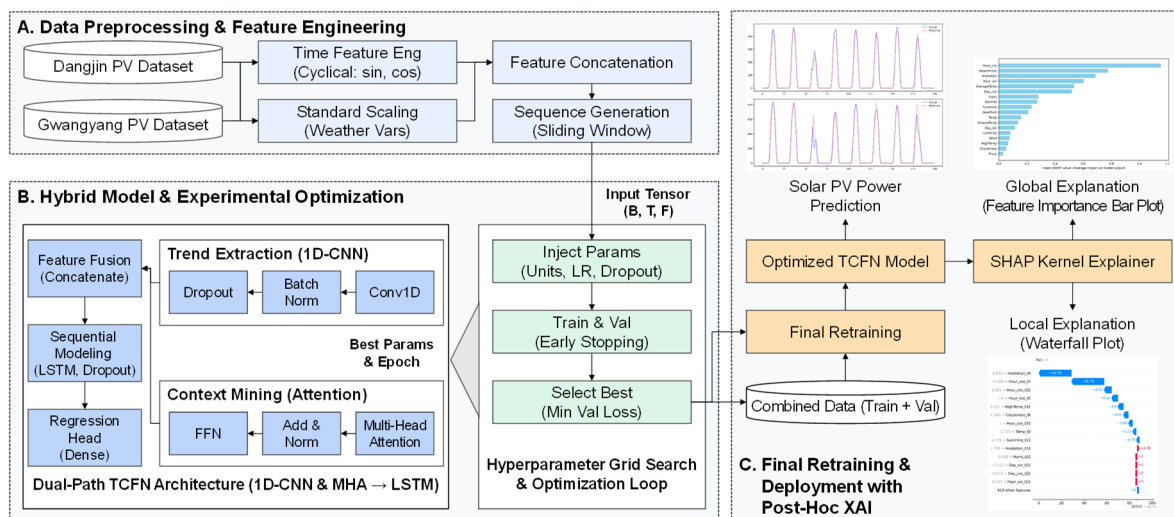 A. Data Preprocessing & Feature Engineering
Dangjin PV Dataset
Time Feature Eng
(Cyclical: sin, cos)
Feature Concatenation
Gwangyang PV Dataset
Standard Scaling
(Weather Vars)
Sequence Generation
(Sliding Window)
Input Tensor
(B, T, F)
B. Hybrid Model & Experimental Optimization
Feature Fusion
(Concatenate)
Trend Extraction (1D-CNN)
Dropout
Batch
Norm
Conv1D
Sequential
Modeling
(LSTM, Dropout)
Regression
Head
(Dense)
Context Mining (Attention)
FFN
Add &
Norm
Multi-Head
Attention
Dual-Path TCFN Architecture (1D-CNN & MHA → LSTM)
Best Params
& Epoch
Inject Params
(Units, LR, Dropout)
Train & Val
(Early Stopping)
Select Best
(Min Val Loss)
Hyperparameter Grid Search
& Optimization Loop
Solar PV Power
Prediction
Global Explanation
(Feature Importance Bar Plot)
Optimized TCFN Model
SHAP Kernel Explainer
Final Retraining
Local Explanation
(Waterfall Plot)
Combined Data (Train + Val)
C. Final Retraining &
Deployment with
Post-Hoc XAI